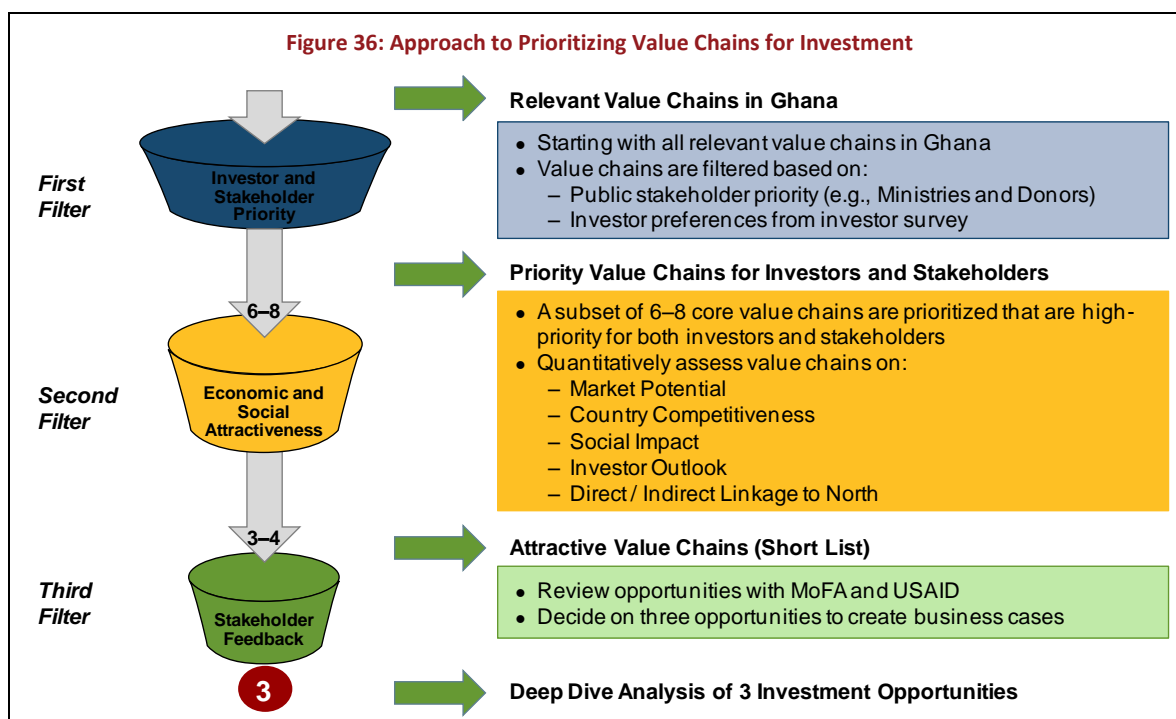 Figure 36: Approach to Prioritizing Value Chains for Investment
First
Filter
Investor and
Stakeholder
Priority
Relevant Value Chains in Ghana
• Starting with all relevant value chains in Ghana
• Value chains are filtered based on:
– Public stakeholder priority (e.g., Ministries and Donors)
– Investor preferences from investor survey
6–8
Second
Filter
Economic and
Social
Attractiveness
Priority Value Chains for Investors and Stakeholders
• A subset of 6–8 core value chains are prioritized that are high-
priority for both investors and stakeholders
• Quantitatively assess value chains on:
– Market Potential
– Country Competitiveness
– Social Impact
– Investor Outlook
– Direct / Indirect Linkage to North
3–4
Third
Filter
Stakeholder
Feedback
Attractive Value Chains (Short List)
• Review opportunities with MoFA and USAID
• Decide on three opportunities to create business cases
3
Deep Dive Analysis of 3 Investment Opportunities